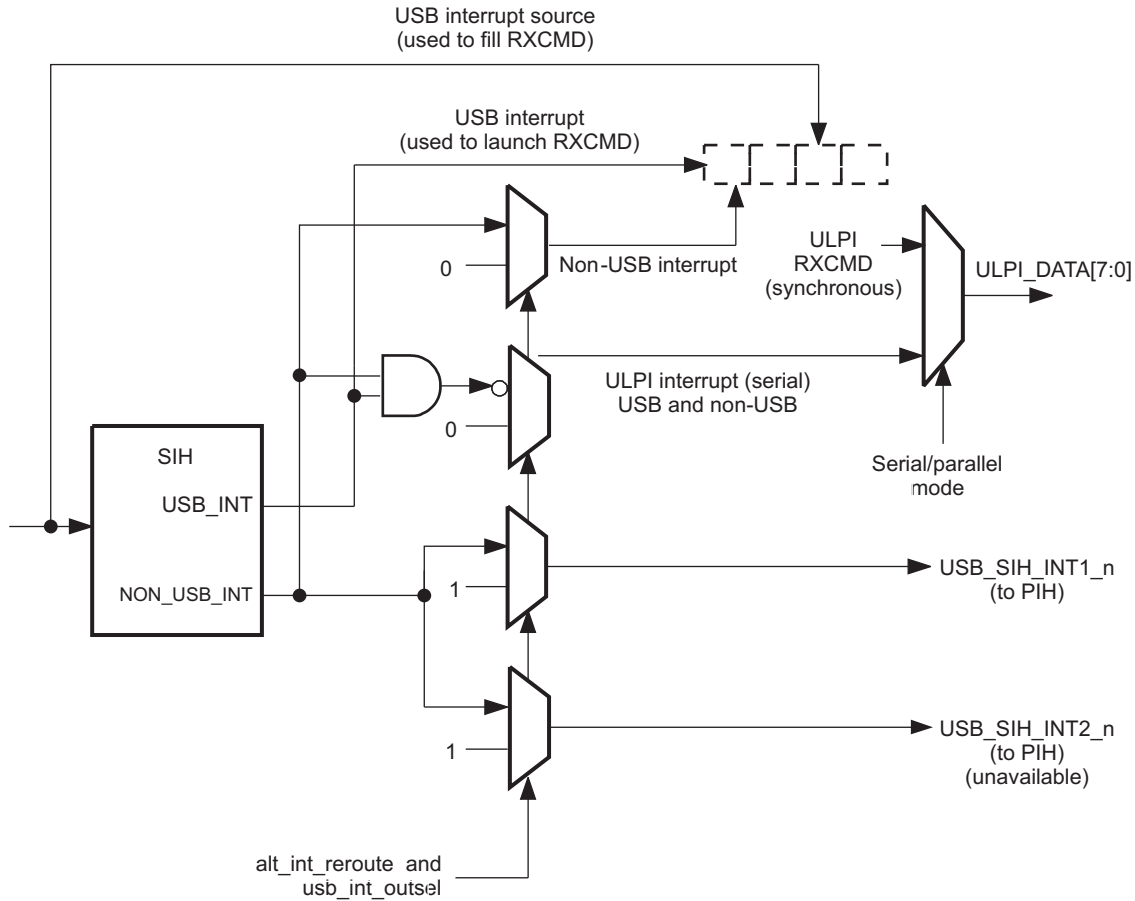 USB interrupt source
(used to fill RXCMD)
USB interrupt
(used to launch RXCMD)
0
Non-USB interrupt
ULPI
RXCMD
(synchronous)
ULPI_DATA[7:0]
ULPI interrupt (serial)
USB and non-USB
0
Serial/parallel
mode
SIH
USB_INT
NON_USB_INT
1
USB_SIH_INT1_n
(to PIH)
1
USB_SIH_INT2_n
(to PIH)
(unavailable)
alt_int_reroute and
usb_int_outsel